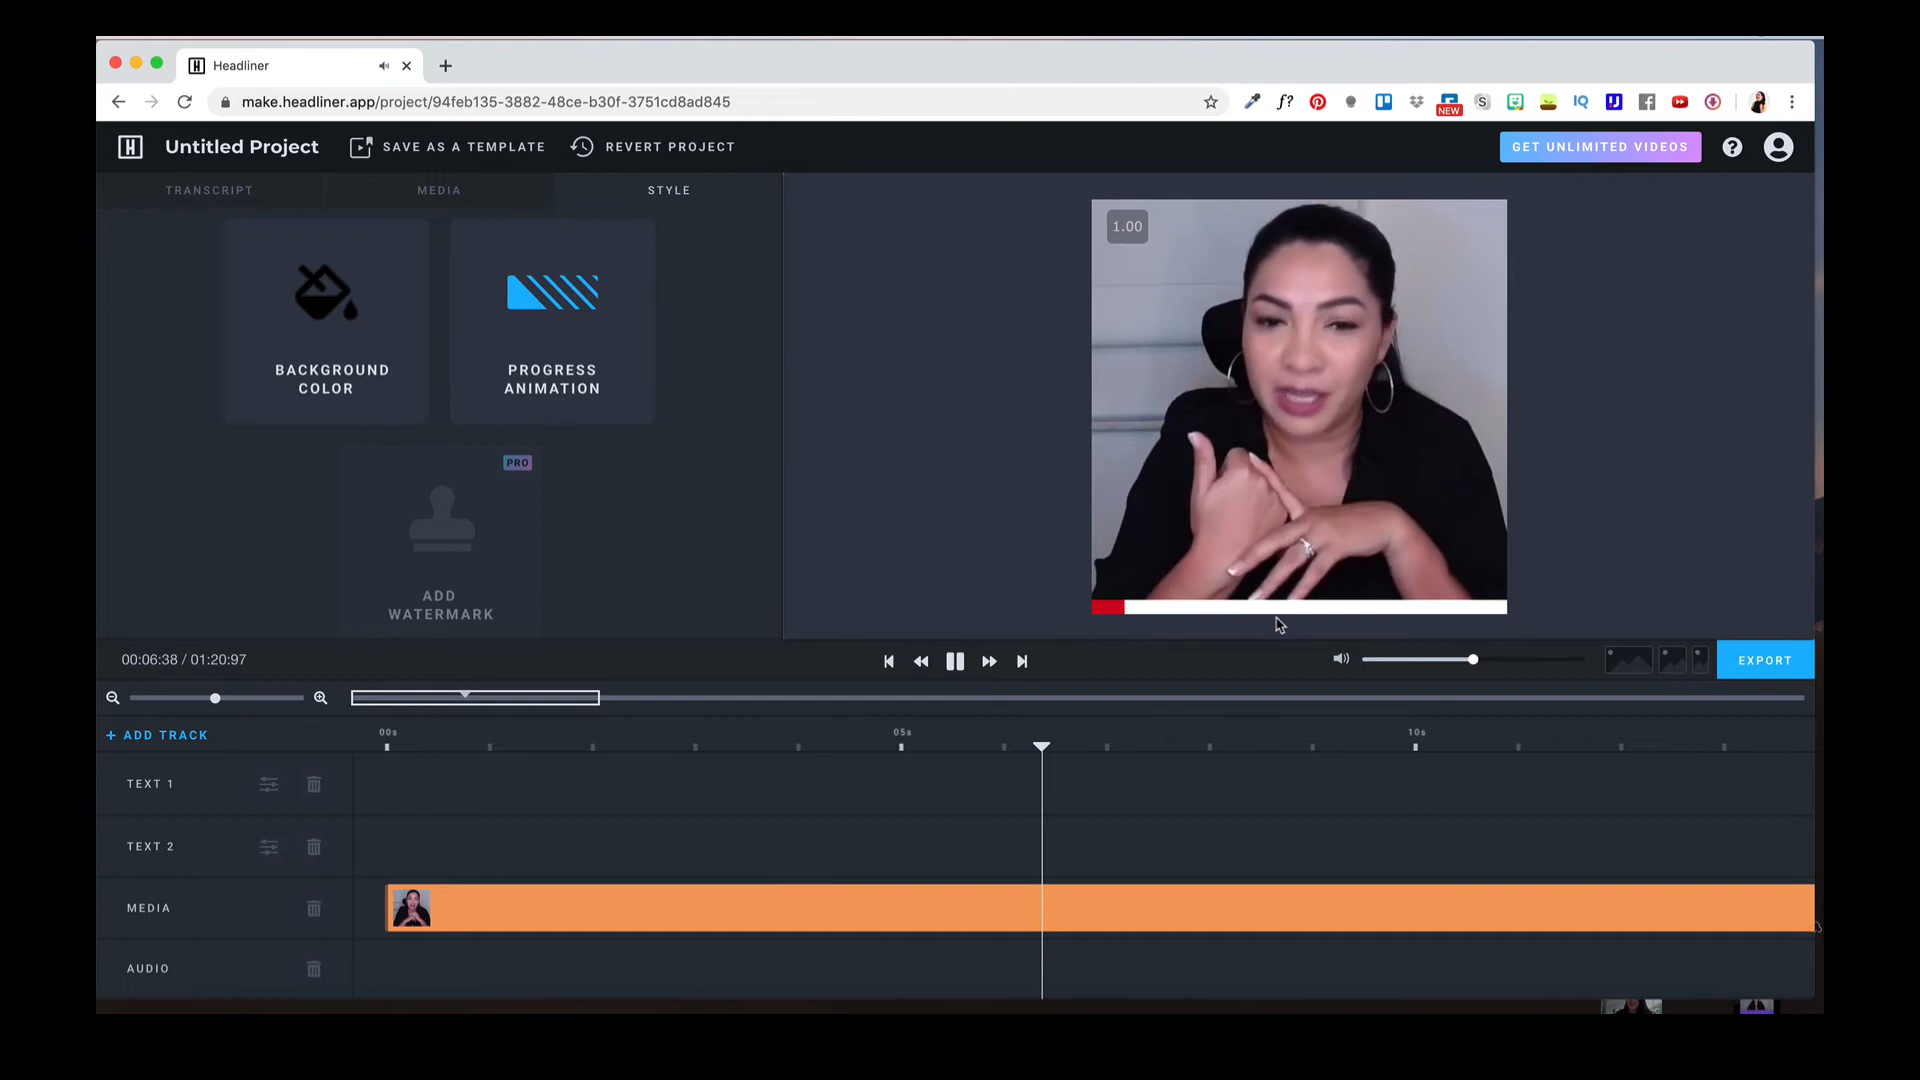 Headliner
make.headliner.app/project/94feb135-3882-48ce-b30f-3751cd8ad845
f?
NEW
S
IQ
Untitled Project
SAVE AS A TEMPLATE
REVERT PROJECT
GET UNLIMITED VIDEOS
TRANSCRIPT
MEDIA
STYLE
1.00
BACKGROUND
COLOR
PROGRESS
ANIMATION
PRO
ADD
WATERMARK
00:06:38 / 01:20:97
EXPORT
+ ADD TRACK
00s
05s
10s
TEXT 1
TEXT 2
MEDIA
AUDIO